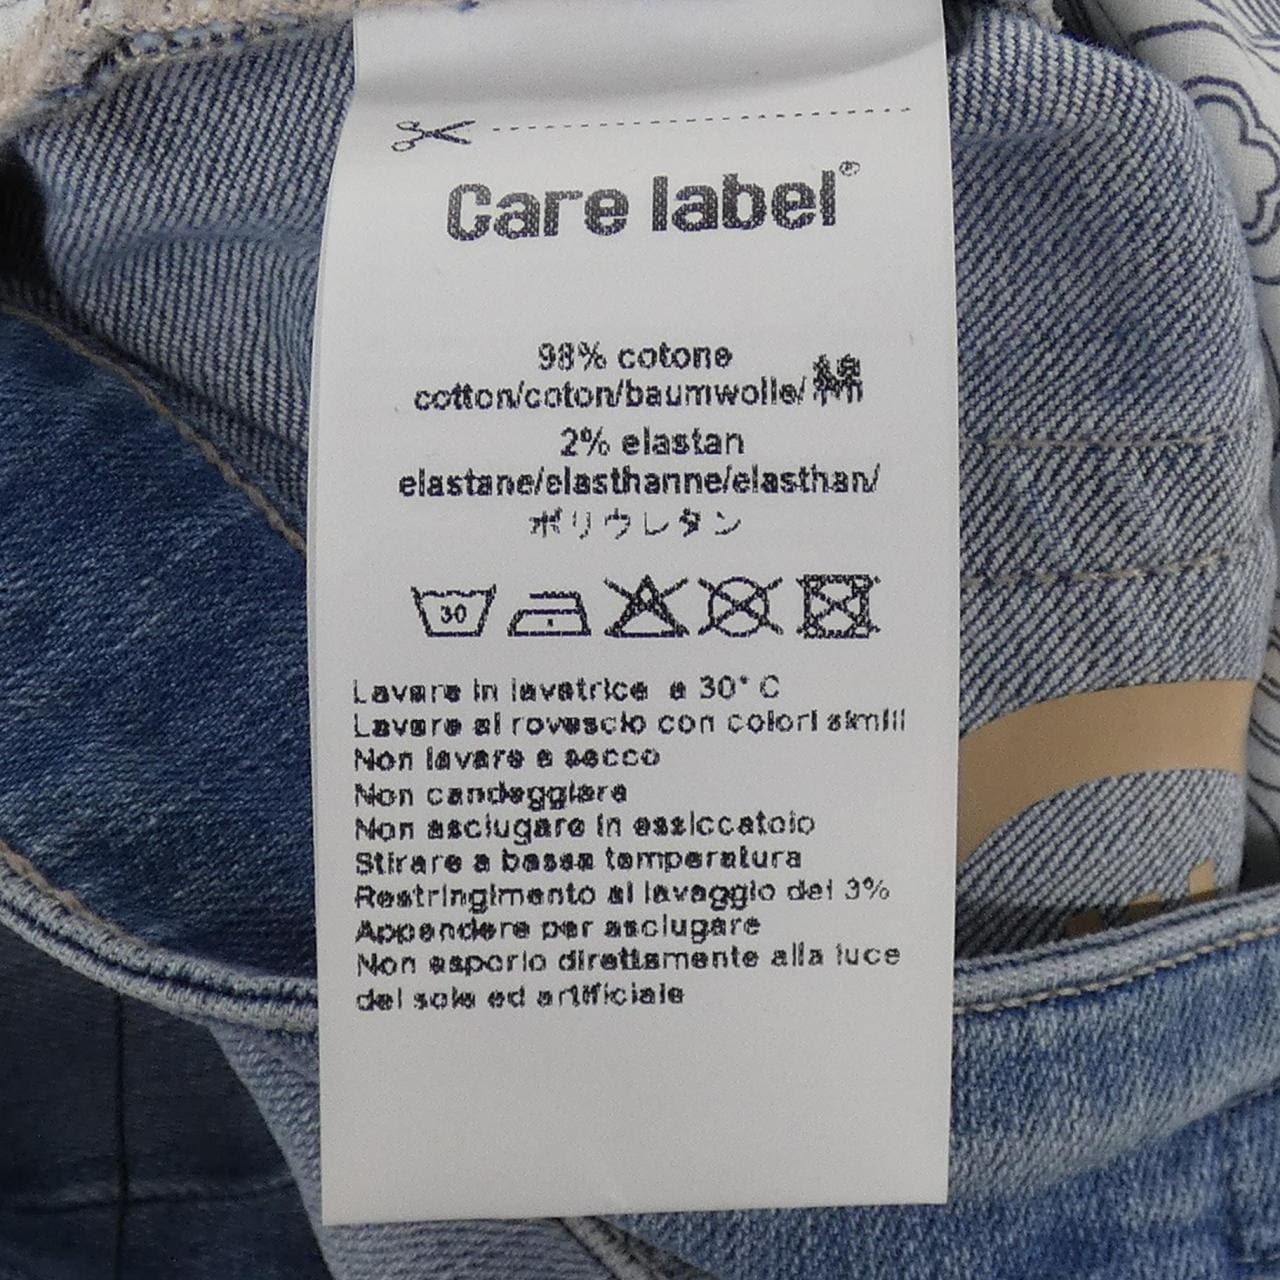 Care label®
98% cotone
cotton/coton/baumwolle/ 綿
2% elastan
elastane/elasthanne/elasthan/
ポリウレタン
30
Lavare in lavatrice a 30° C
Lavare al rovescio con colori simili
Non lavare a secco
Non candeggiare
Non asciugare in essiccatoio
Stirare a bassa temperatura
Restringimento al lavaggio del 3%
Appendere per asciugare
Non esporlo direttamente alla luce
del sole ed artificiale